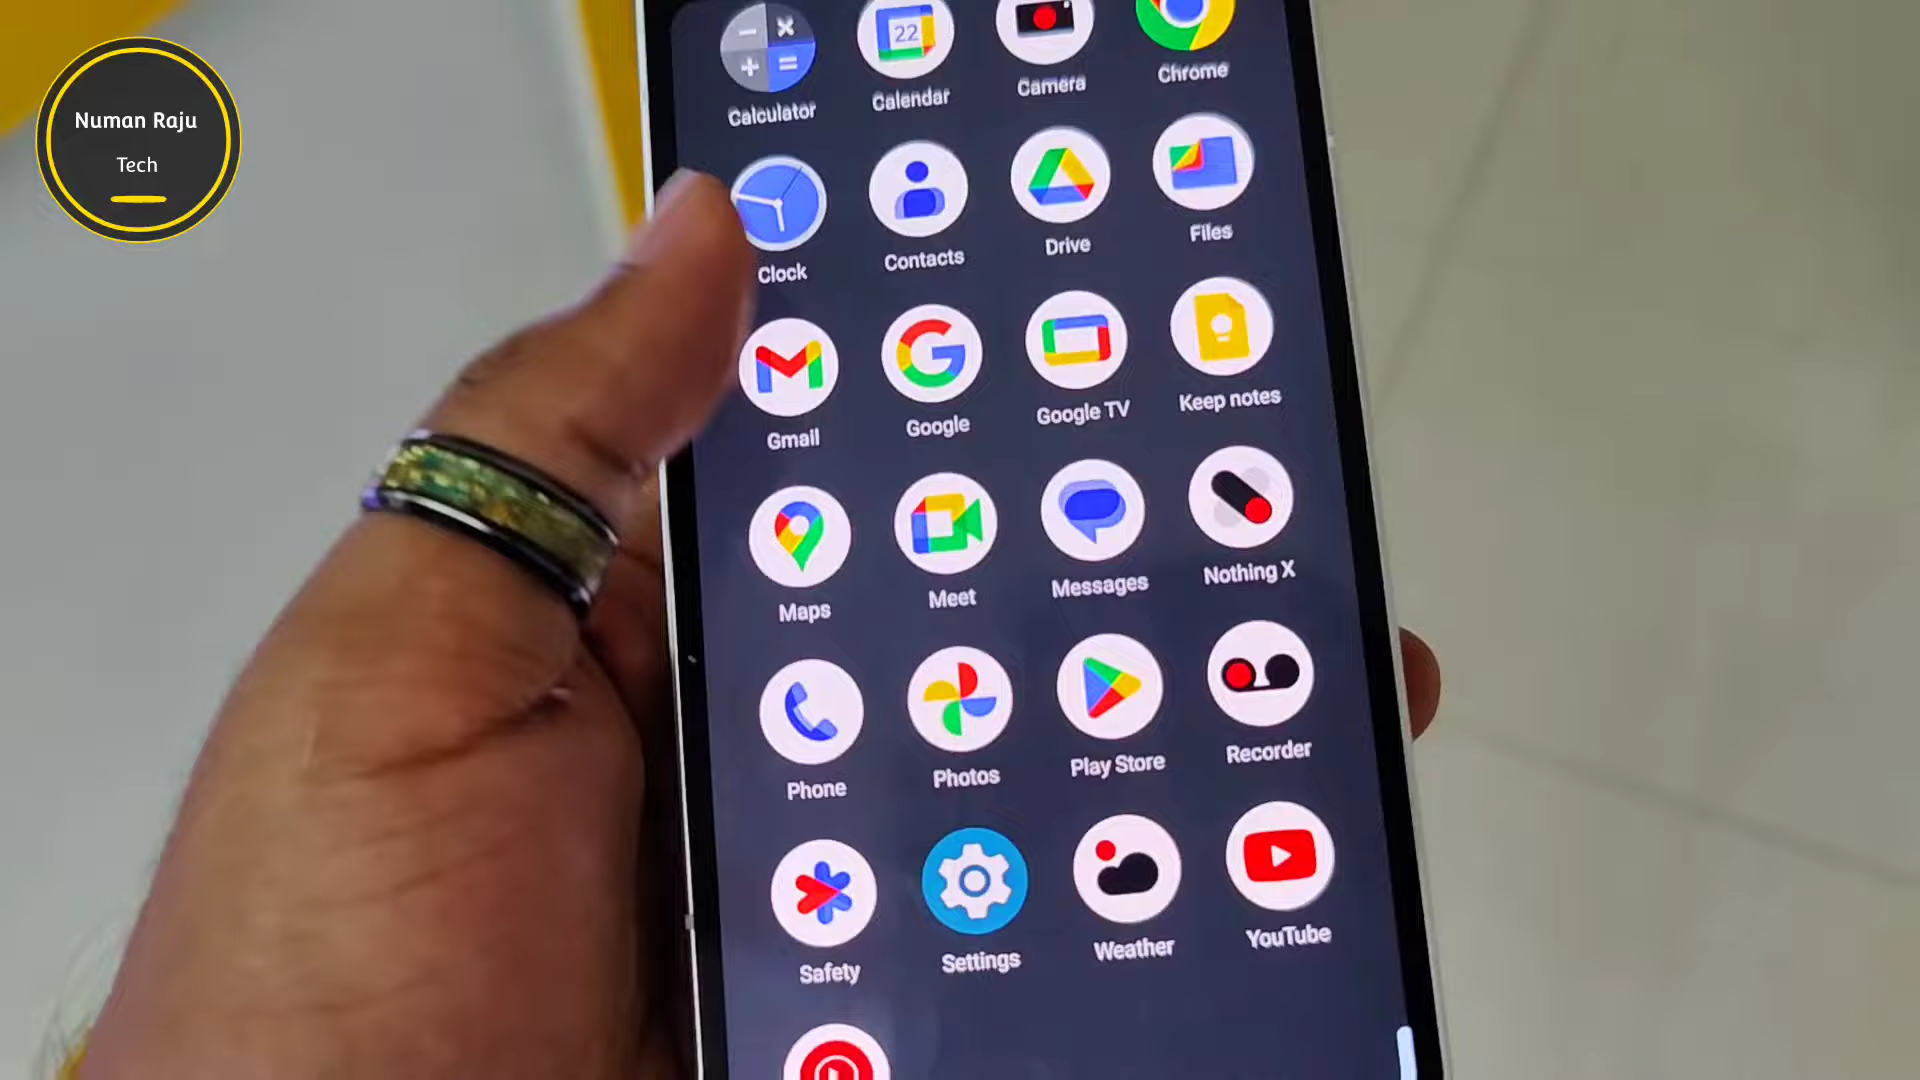 Numan Raju
Tech
Calculator
Calendar
22
Camera
Chrome
Clock
Contacts
Drive
Files
Gmail
Google
Google TV
Keep notes
Maps
Meet
Messages
Nothing X
Phone
Photos
Play Store
Recorder
Safety
Settings
Weather
YouTube